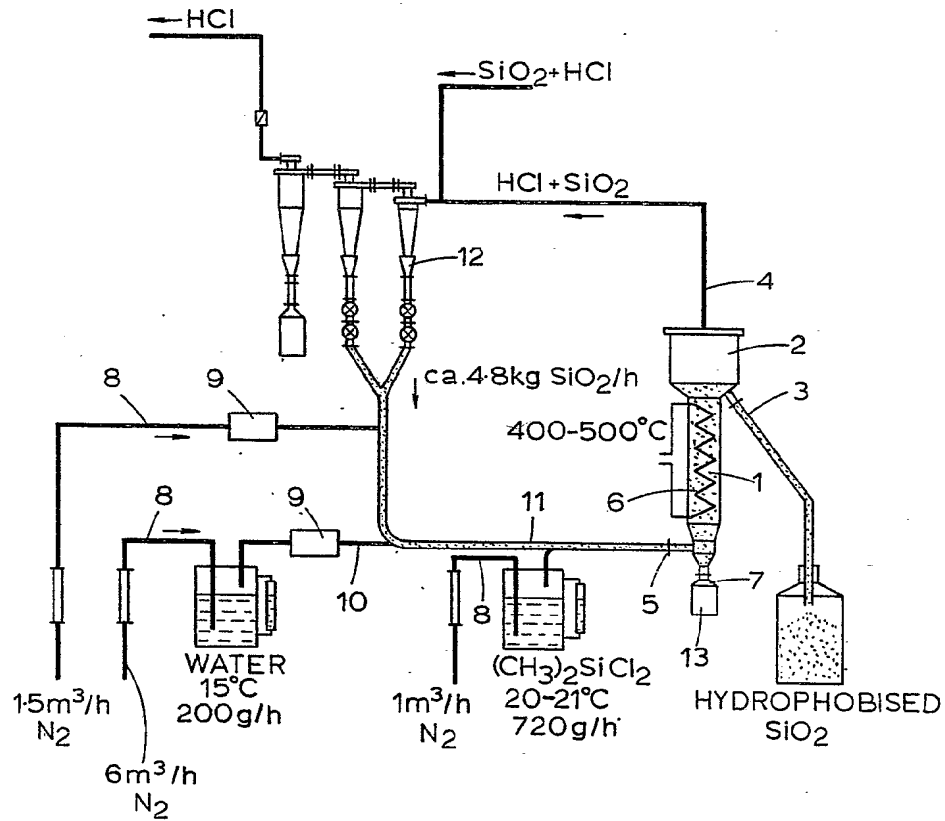 HCl
SiO2+HCl
HCl+SiO2
12
4
2
ca.4·8kg SiO2/h
3
8
9
400-500°C
1
6
8
9
11
10
8
5
7
13
WATER
15°C
200g/h
(CH3)2SiCl2
20-21°C
720g/h
1·5m³/h
N2
1m³/h
N2
HYDROPHOBISED
SiO2
6m³/h
N2